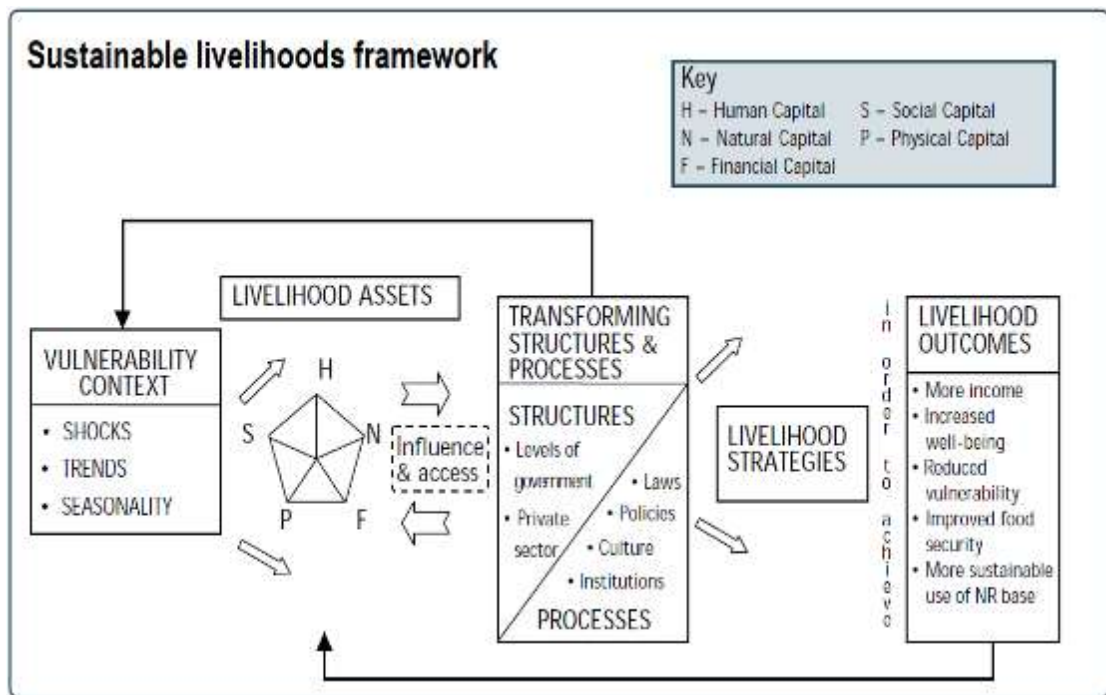 Sustainable livelihoods framework
Key
H – Human Capital
S – Social Capital
N – Natural Capital
P – Physical Capital
F – Financial Capital
LIVELIHOOD ASSETS
VULNERABILITY
CONTEXT
• SHOCKS
• TRENDS
• SEASONALITY
H
S
N
P
F
Influence
& access
TRANSFORMING
STRUCTURES &
PROCESSES
STRUCTURES
• Levels of
government
• Private
sector
• Laws
• Policies
• Culture
• Institutions
PROCESSES
LIVELIHOOD
STRATEGIES
in order to achieve
LIVELIHOOD
OUTCOMES
• More income
• Increased
well-being
• Reduced
vulnerability
• Improved food
security
• More sustainable
use of NR base